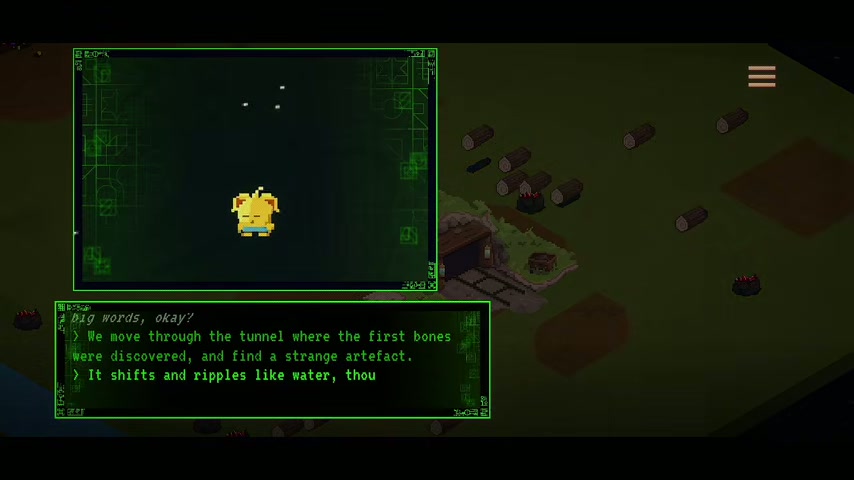 big words, okay?
> We move through the tunnel where the first bones
were discovered, and find a strange artefact.
> It shifts and ripples like water, thou